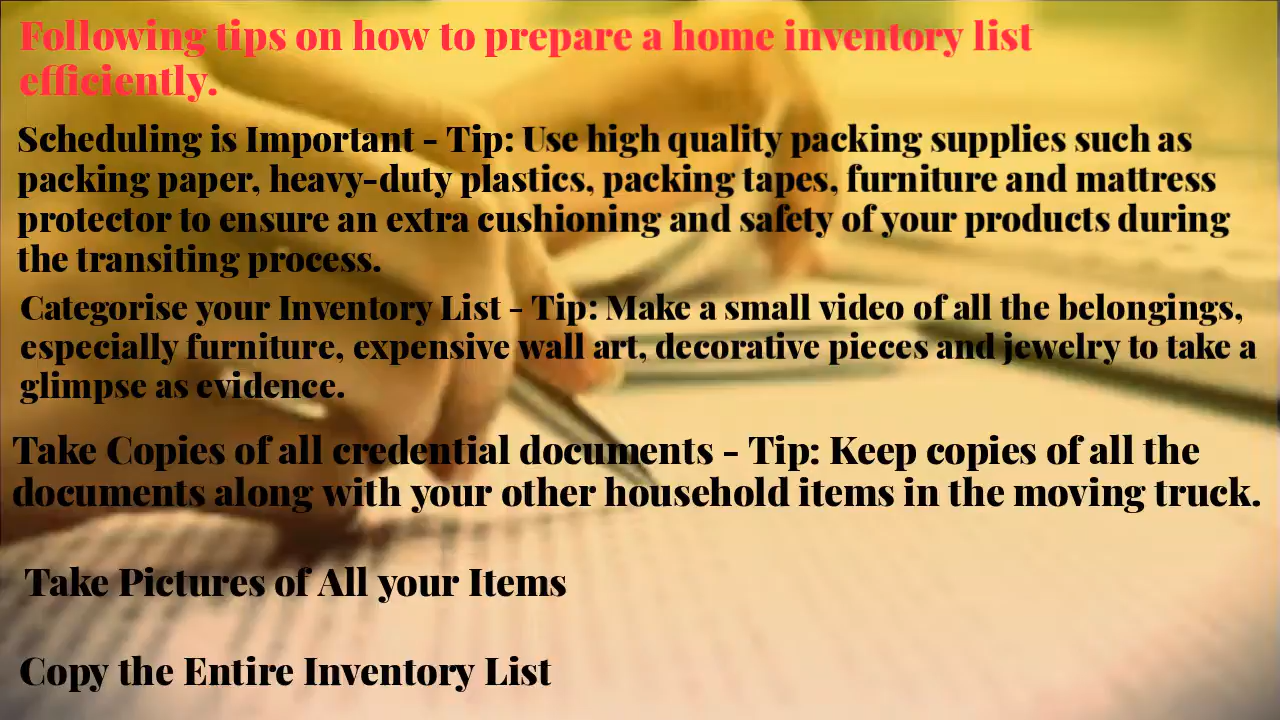 Following tips on how to prepare a home inventory list
efficiently.
Scheduling is Important - Tip: Use high quality packing supplies such as
packing paper, heavy-duty plastics, packing tapes, furniture and mattress
protector to ensure an extra cushioning and safety of your products during
the transiting process.
Categorise your Inventory List - Tip: Make a small video of all the belongings,
especially furniture, expensive wall art, decorative pieces and jewelry to take a
glimpse as evidence.
Take Copies of all credential documents - Tip: Keep copies of all the
documents along with your other household items in the moving truck.
Take Pictures of All your Items
Copy the Entire Inventory List